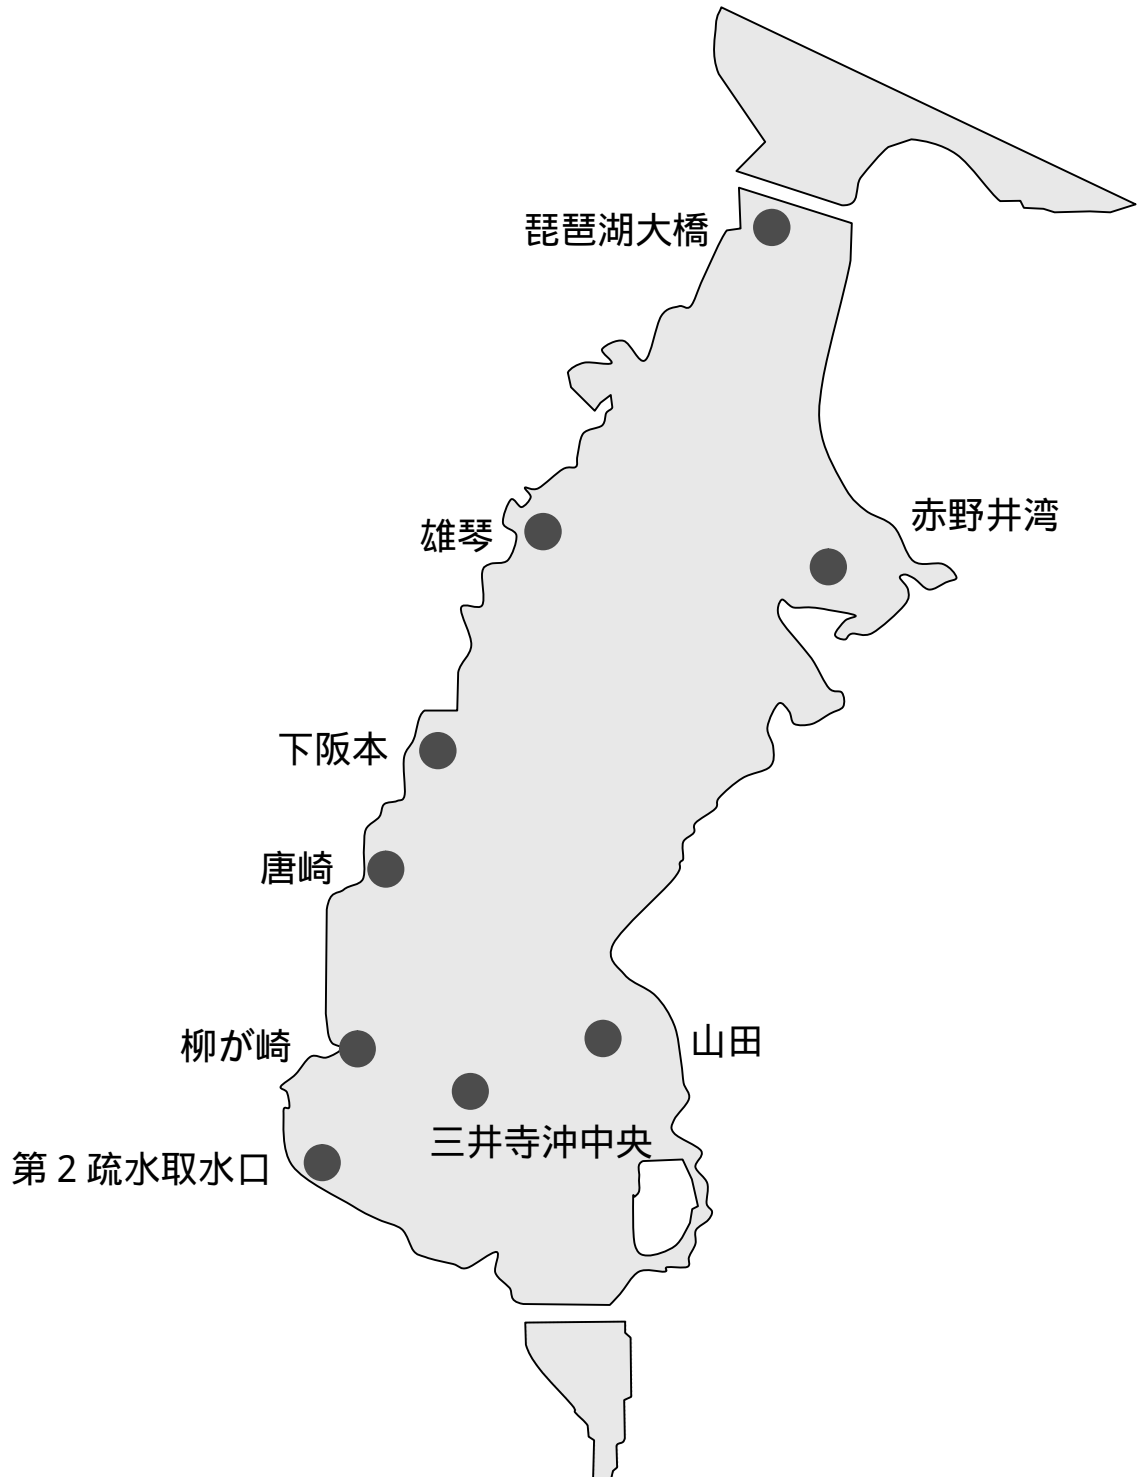 琵琶湖大橋
赤野井湾
雄琴
下阪本
唐崎
柳が崎
山田
三井寺沖中央
第2疏水取水口